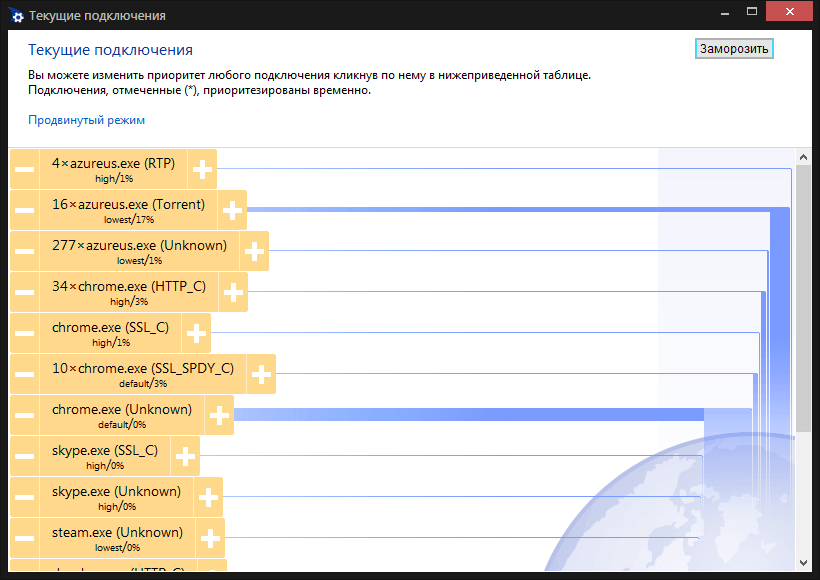 Текущие подключения
Текущие подключения
Заморозить
Вы можете изменить приоритет любого подключения кликнув по нему в нижеприведенной таблице.
Подключения, отмеченные (*), приоритезированы временно.
Продвинутый режим
4×azureus.exe (RTP)
high/1%
16×azureus.exe (Torrent)
lowest/17%
277×azureus.exe (Unknown)
lowest/1%
34×chrome.exe (HTTP_C)
high/3%
chrome.exe (SSL_C)
high/1%
10×chrome.exe (SSL_SPDY_C)
default/3%
chrome.exe (Unknown)
default/0%
skype.exe (SSL_C)
high/0%
skype.exe (Unknown)
high/0%
steam.exe (Unknown)
lowest/0%